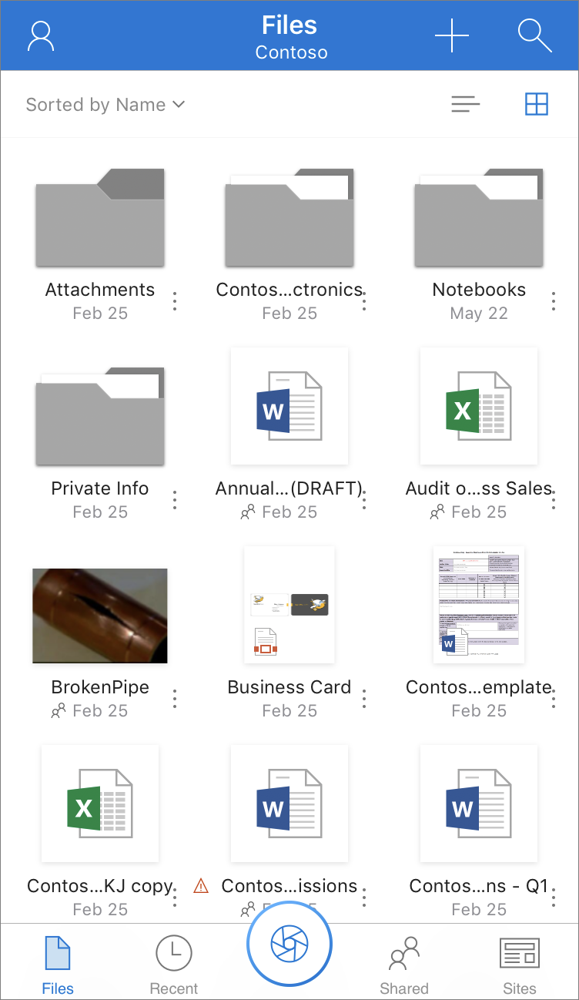 Files
Contoso
Sorted by Name
Attachments
Feb 25
Contos...ctronics
Feb 25
Notebooks
May 22
Private Info
Feb 25
W
Annual...(DRAFT)
Feb 25
X
Audit o...ss Sales
Feb 25
BrokenPipe
Feb 25
Business Card
Feb 25
W
Contos...emplate
Feb 25
X
Contos...KJ copy
Feb 25
W
Contos...issions
W
Contos...ns - Q1
Feb 25
Files
Recent
Shared
Sites